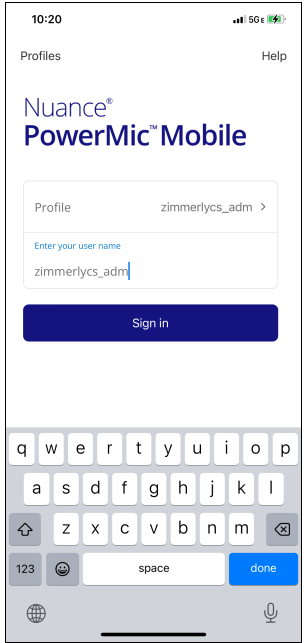 10:20
5GE
Profiles
Help
Nuance®
PowerMic™ Mobile
Profile
zimmerlycs_adm
Enter your user name
zimmerlycs_adm
Sign in
q w e r t y u i o p
a s d f g h j k l
z x c v b n m
123
space
done